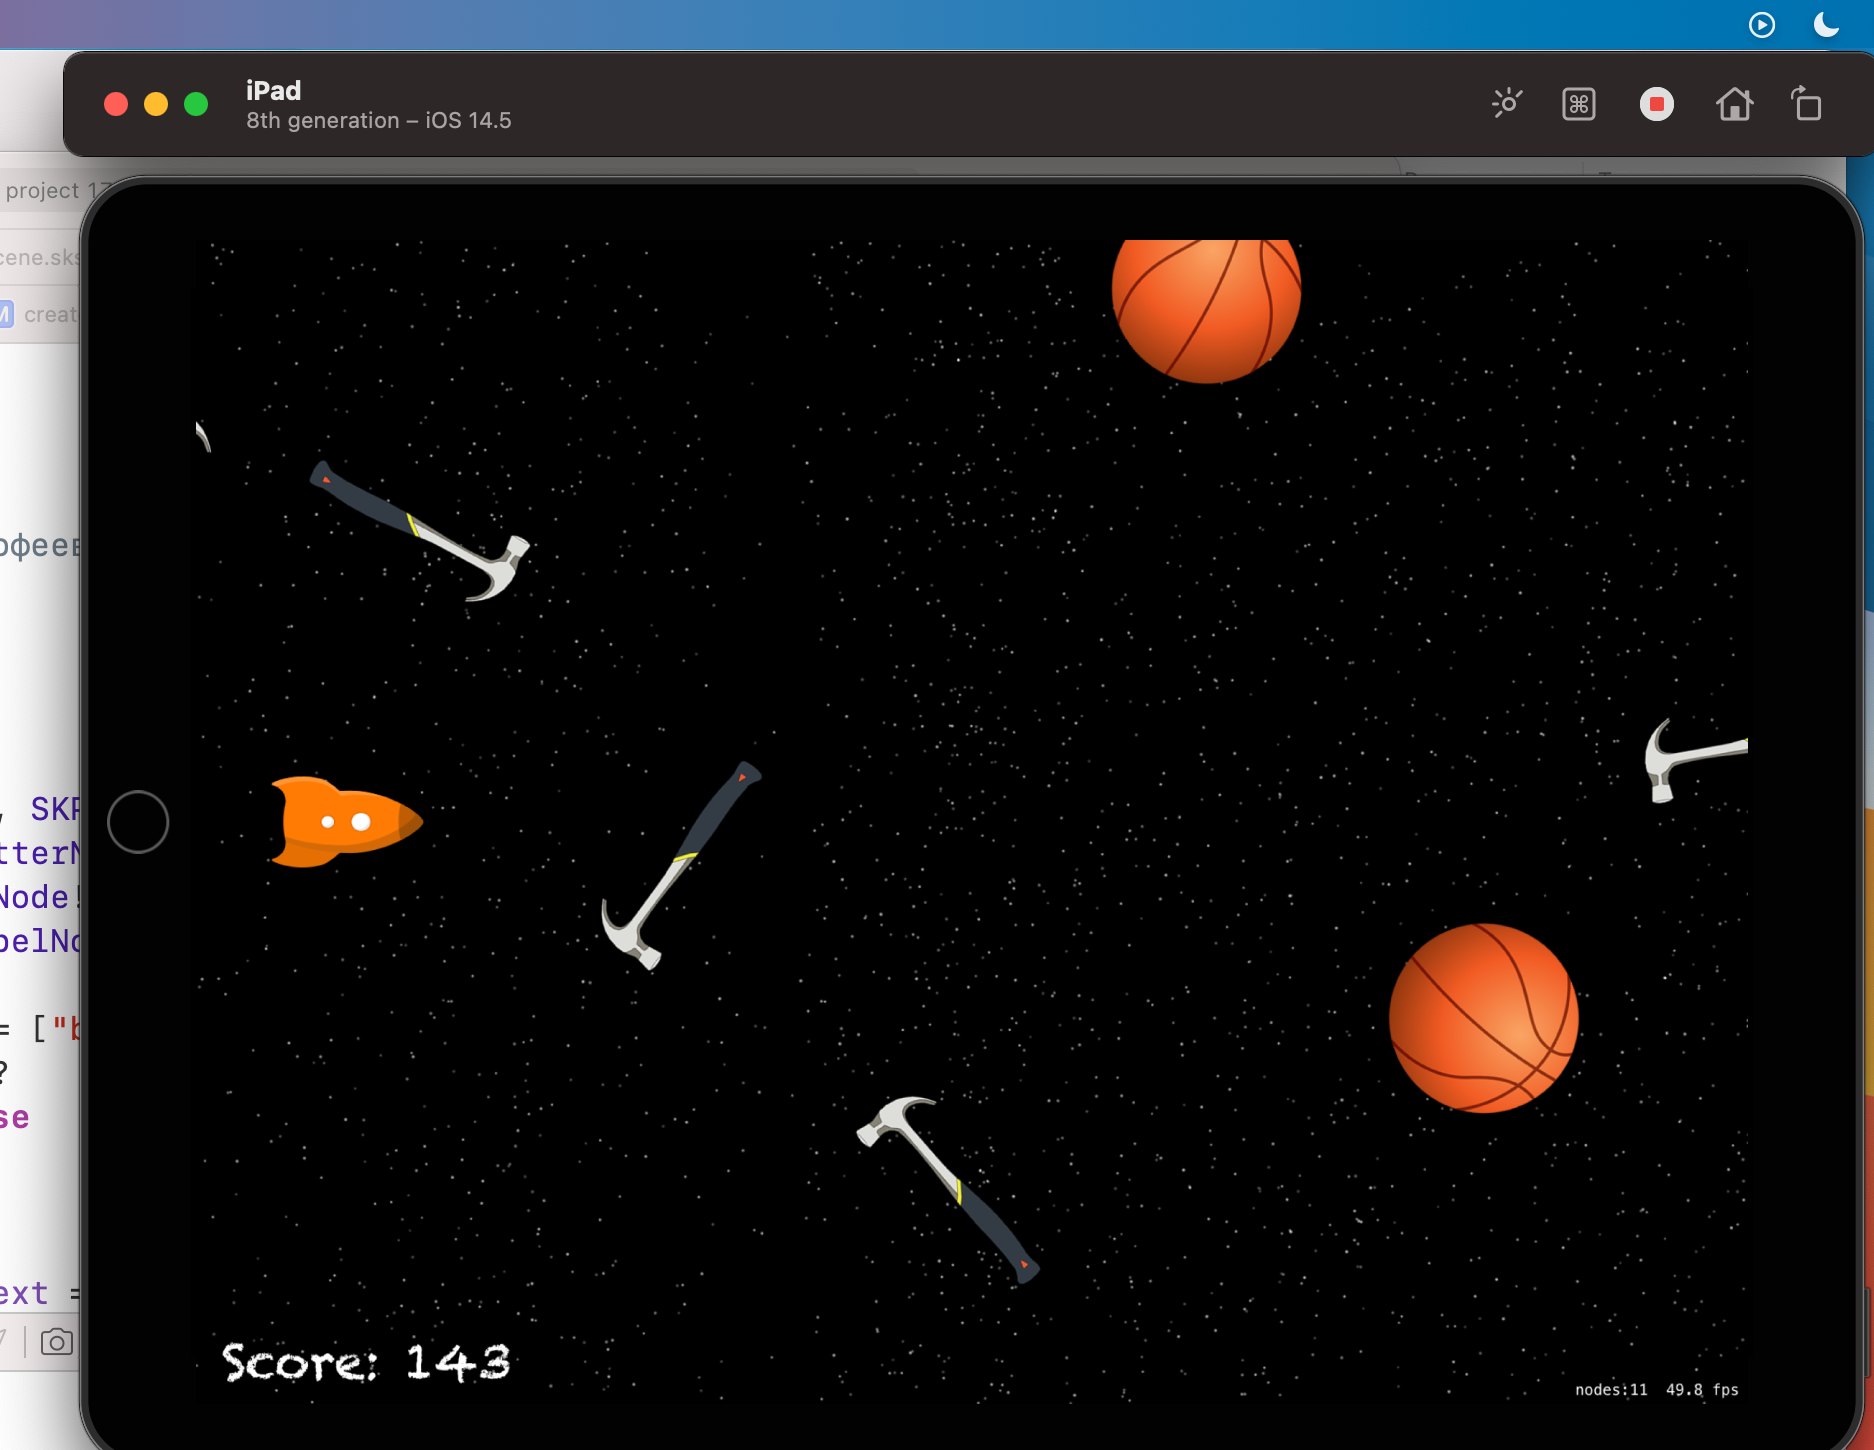 iPad
8th generation – iOS 14.5
project 17
cene.sks
M creat
офеев
, SKP
tterN
Node!
belNo
= ["b
?
se
ext =
Score: 143
nodes:11 49.8 fps